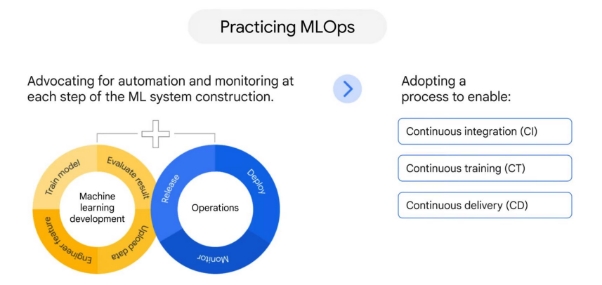 Practicing MLOps
Advocating for automation and monitoring at
each step of the ML system construction.
Adopting a
process to enable:
Continuous integration (CI)
Continuous training (CT)
Continuous delivery (CD)
Train model
Evaluate result
Engineer feature
Upload data
Machine
learning
development
Release
Deploy
Monitor
Operations